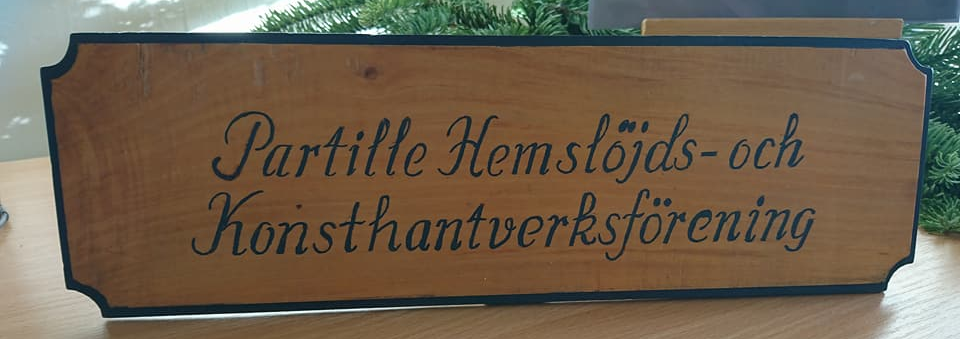 Partille Hemslöjds- och
Konsthantverksförening